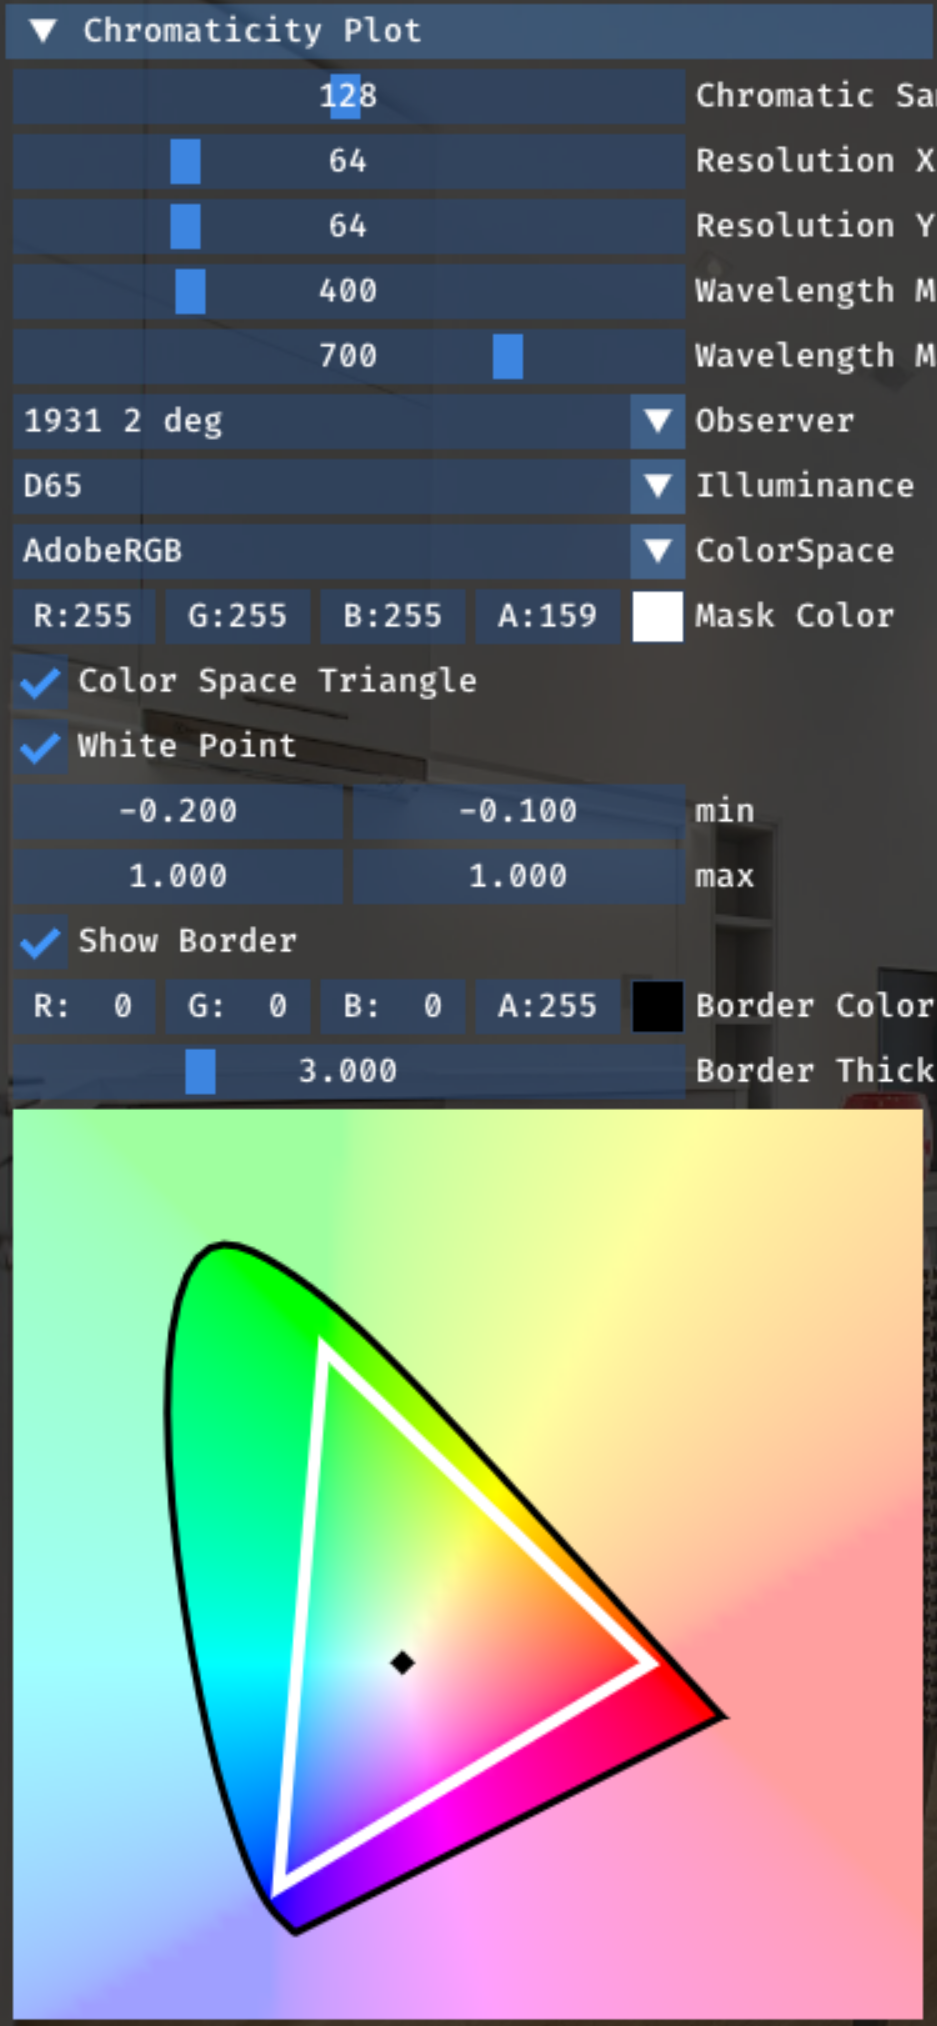 Chromaticity Plot
128 Chromatic Sa
64 Resolution X
64 Resolution Y
400 Wavelength M
700 Wavelength M
1931 2 deg Observer
D65 Illuminance
AdobeRGB ColorSpace
R:255 G:255 B:255 A:159 Mask Color
Color Space Triangle
White Point
-0.200 -0.100 min
1.000 1.000 max
Show Border
R: 0 G: 0 B: 0 A:255 Border Color
3.000 Border Thick